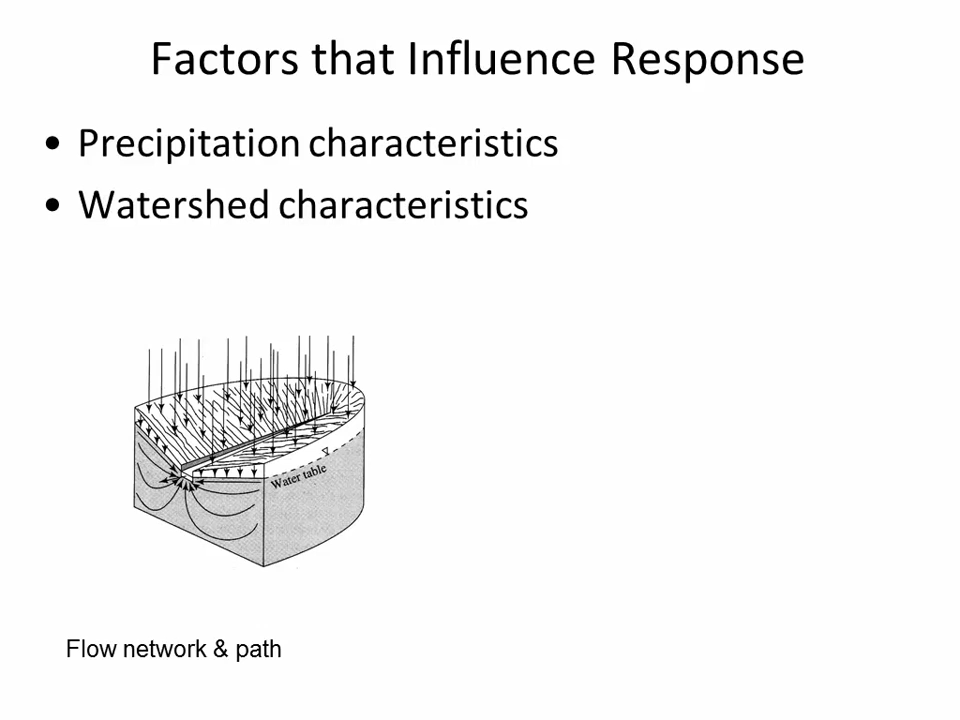 Factors that Influence Response
• Precipitation characteristics
• Watershed characteristics
Water table
Flow network & path